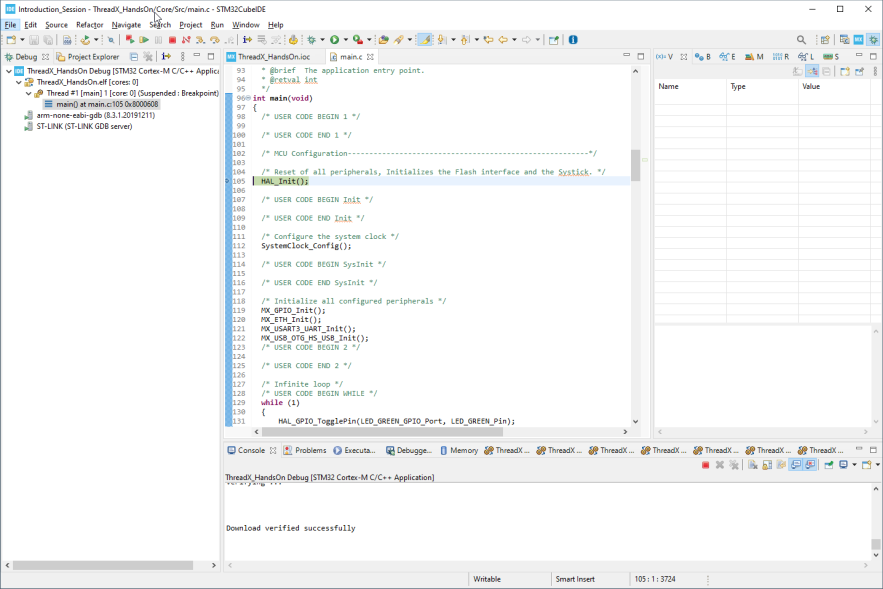 Introduction_Session - ThreadX_HandsOn/Core/Src/main.c - STM32CubeIDE
File Edit Source Refactor Navigate Search Project Run Window Help
Debug Project Explorer
ThreadX_HandsOn Debug [STM32 Cortex-M C/C++ Applica
ThreadX_HandsOn.elf [cores: 0]
Thread #1 [main] 1 [core: 0] (Suspended : Breakpoint)
main() at main.c:105 0x8000608
arm-none-eabi-gdb (8.3.1.20191211)
ST-LINK (ST-LINK GDB server)
ThreadX_HandsOn.ioc main.c
93 * @brief The application entry point.
94 * @retval int
95 */
96 int main(void)
97 {
98 /* USER CODE BEGIN 1 */
99
100 /* USER CODE END 1 */
101
102 /* MCU Configuration--------------------------------------------------------*/
103
104 /* Reset of all peripherals, Initializes the Flash interface and the Systick. */
105 HAL_Init();
106
107 /* USER CODE BEGIN Init */
108
109 /* USER CODE END Init */
110
111 /* Configure the system clock */
112 SystemClock_Config();
113
114 /* USER CODE BEGIN SysInit */
115
116 /* USER CODE END SysInit */
117
118 /* Initialize all configured peripherals */
119 MX_GPIO_Init();
120 MX_ETH_Init();
121 MX_USART3_UART_Init();
122 MX_USB_OTG_HS_USB_Init();
123 /* USER CODE BEGIN 2 */
124
125 /* USER CODE END 2 */
126
127 /* Infinite loop */
128 /* USER CODE BEGIN WHILE */
129 while (1)
130 {
131 HAL_GPIO_TogglePin(LED_GREEN_GPIO_Port, LED_GREEN_Pin);
(x)= V B E M R L S
Name Type Value
Console Problems Executa... Debugge... Memory ThreadX ... ThreadX ... ThreadX ... ThreadX ... ThreadX ... ThreadX ... ThreadX ...
ThreadX_HandsOn Debug [STM32 Cortex-M C/C++ Application]
Verifying ...
Download verified successfully
Writable Smart Insert 105 : 1 : 3724